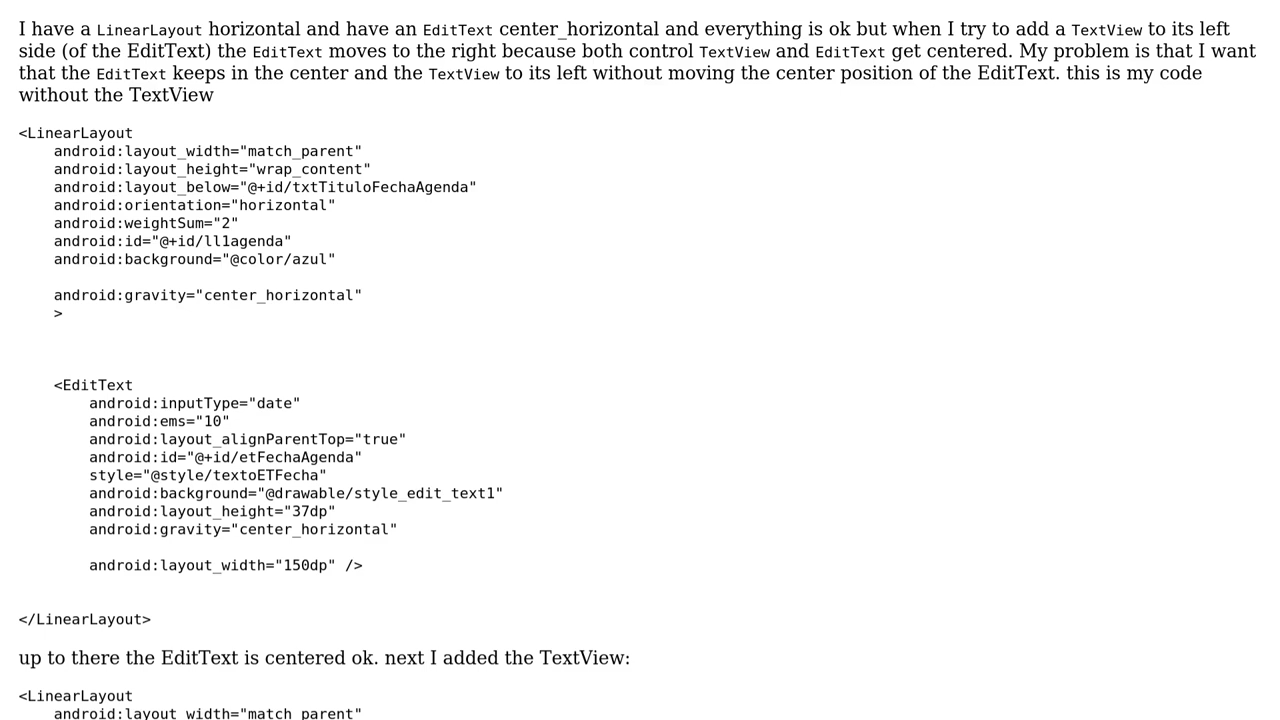 I have a LinearLayout horizontal and have an EditText center_horizontal and everything is ok but when I try to add a TextView to its left
side (of the EditText) the EditText moves to the right because both control TextView and EditText get centered. My problem is that I want
that the EditText keeps in the center and the TextView to its left without moving the center position of the EditText. this is my code
without the TextView
<LinearLayout
    android:layout_width="match_parent"
    android:layout_height="wrap_content"
    android:layout_below="@+id/txtTituloFechaAgenda"
    android:orientation="horizontal"
    android:weightSum="2"
    android:id="@+id/ll1agenda"
    android:background="@color/azul"
    android:gravity="center_horizontal"
    >
    <EditText
        android:inputType="date"
        android:ems="10"
        android:layout_alignParentTop="true"
        android:id="@+id/etFechaAgenda"
        style="@style/textoETFecha"
        android:background="@drawable/style_edit_text1"
        android:layout_height="37dp"
        android:gravity="center_horizontal"
        android:layout_width="150dp" />
</LinearLayout>
up to there the EditText is centered ok. next I added the TextView:
<LinearLayout
    android:layout_width="match_parent"